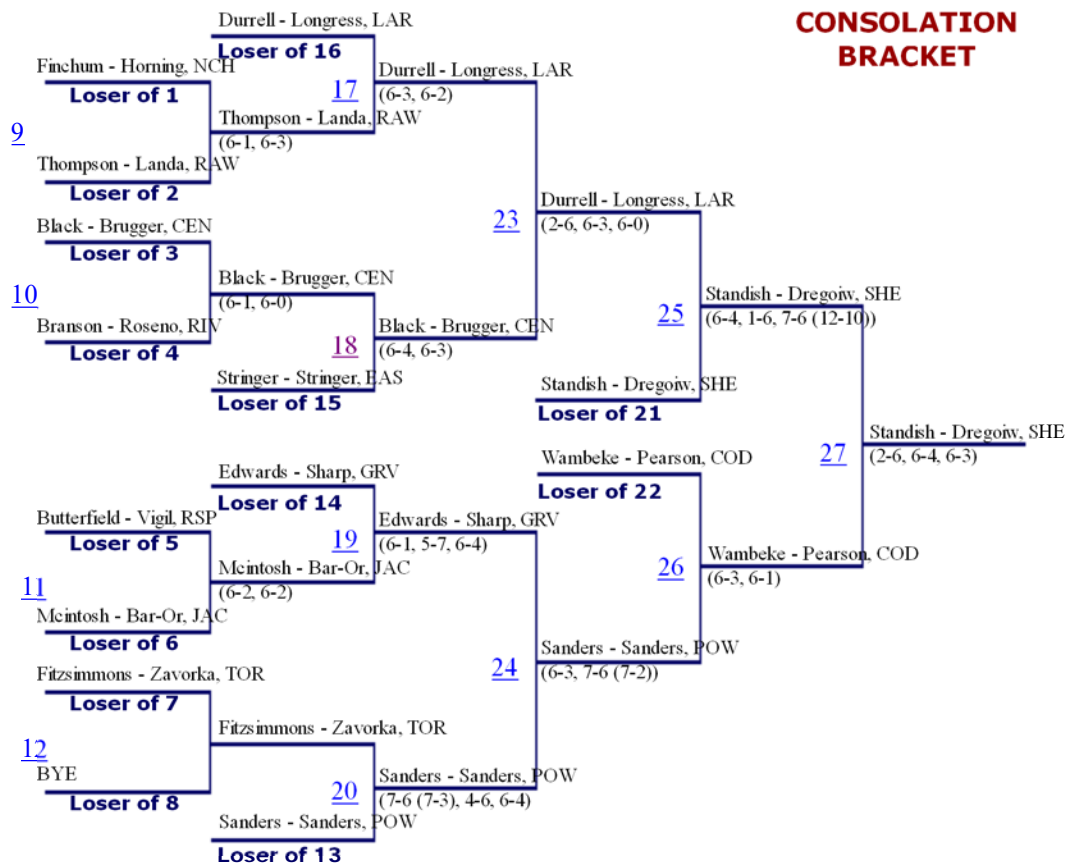 CONSOLATION
BRACKET
Durrell - Longress, LAR
Loser of 16
Finchum - Horning, NCH
Loser of 1
17
Durrell - Longress, LAR
(6-3, 6-2)
9
Thompson - Landa, RAW
(6-1, 6-3)
Thompson - Landa, RAW
Loser of 2
23
Durrell - Longress, LAR
(2-6, 6-3, 6-0)
Black - Brugger, CEN
Loser of 3
10
Black - Brugger, CEN
(6-1, 6-0)
Branson - Roseno, RIV
Loser of 4
18
Black - Brugger, CEN
(6-4, 6-3)
25
Standish - Dregoiw, SHE
(6-4, 1-6, 7-6 (12-10))
Stringer - Stringer, EAS
Loser of 15
Standish - Dregoiw, SHE
Loser of 21
27
Standish - Dregoiw, SHE
(2-6, 6-4, 6-3)
Edwards - Sharp, GRV
Loser of 14
Wambeke - Pearson, COD
Loser of 22
Butterfield - Vigil, RSP
Loser of 5
19
Edwards - Sharp, GRV
(6-1, 5-7, 6-4)
11
Mcintosh - Bar-Or, JAC
(6-2, 6-2)
26
Wambeke - Pearson, COD
(6-3, 6-1)
Mcintosh - Bar-Or, JAC
Loser of 6
24
Sanders - Sanders, POW
(6-3, 7-6 (7-2))
Fitzsimmons - Zavorka, TOR
Loser of 7
12
Fitzsimmons - Zavorka, TOR
BYE
Loser of 8
20
Sanders - Sanders, POW
(7-6 (7-3), 4-6, 6-4)
Sanders - Sanders, POW
Loser of 13